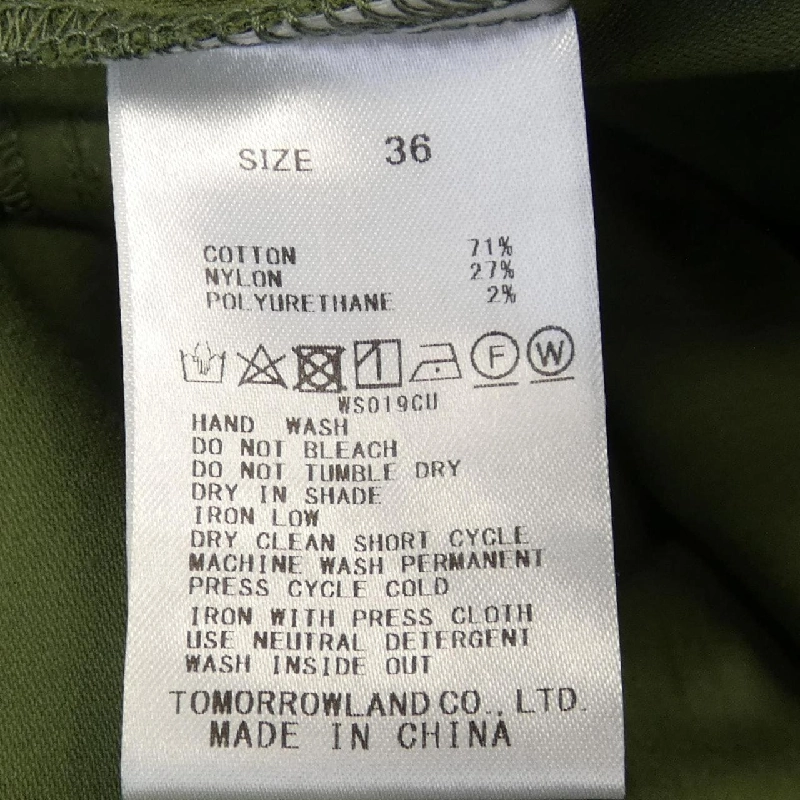 SIZE 36
COTTON 71%
NYLON 27%
POLYURETHANE 2%
F W
WS019CU
HAND WASH
DO NOT BLEACH
DO NOT TUMBLE DRY
DRY IN SHADE
IRON LOW
DRY CLEAN SHORT CYCLE
MACHINE WASH PERMANENT
PRESS CYCLE COLD
IRON WITH PRESS CLOTH
USE NEUTRAL DETERGENT
WASH INSIDE OUT
TOMORROWLAND CO., LTD.
MADE IN CHINA